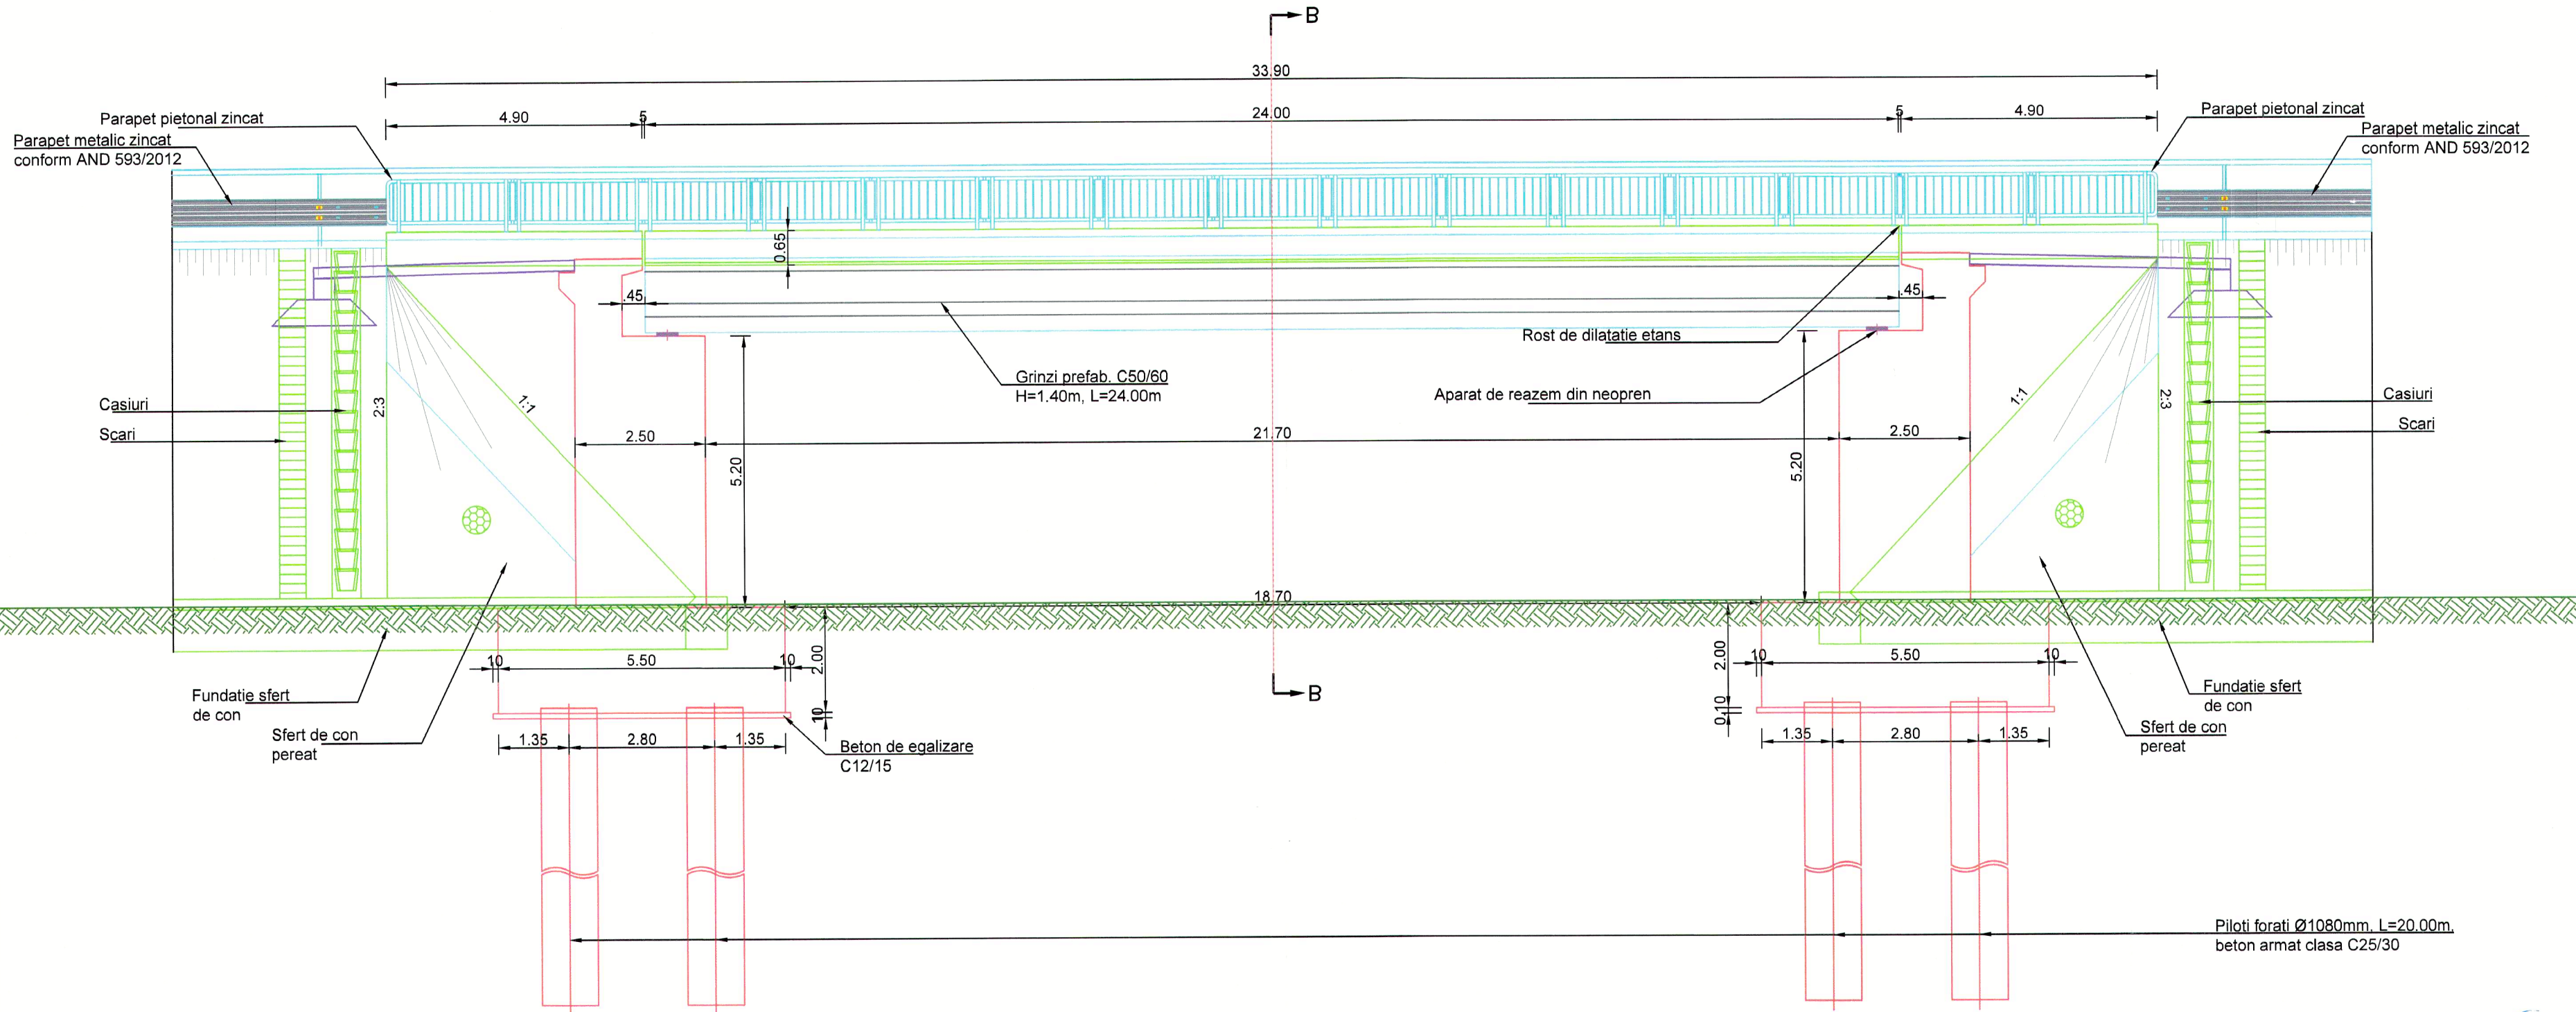 B
33.90
4.90
5
24.00
5
4.90
Parapet pietonal zincat
Parapet metalic zincat
conform AND 593/2012
Parapet pietonal zincat
Parapet metalic zincat
conform AND 593/2012
0.65
.45
.45
Rost de dilatatie etans
Grinzi prefab. C50/60
H=1.40m, L=24.00m
Aparat de reazem din neopren
Casiuri
Scari
2:3
1:1
1:1
2:3
Casiuri
Scari
2.50
21.70
2.50
5.20
5.20
18.70
10
5.50
10
2.00
2.00
10
5.50
10
B
Fundatie sfert
de con
Sfert de con
pereat
10
0.10
Fundatie sfert
de con
Sfert de con
pereat
1.35
2.80
1.35
Beton de egalizare
C12/15
1.35
2.80
1.35
Piloti forati Ø1080mm, L=20.00m,
beton armat clasa C25/30